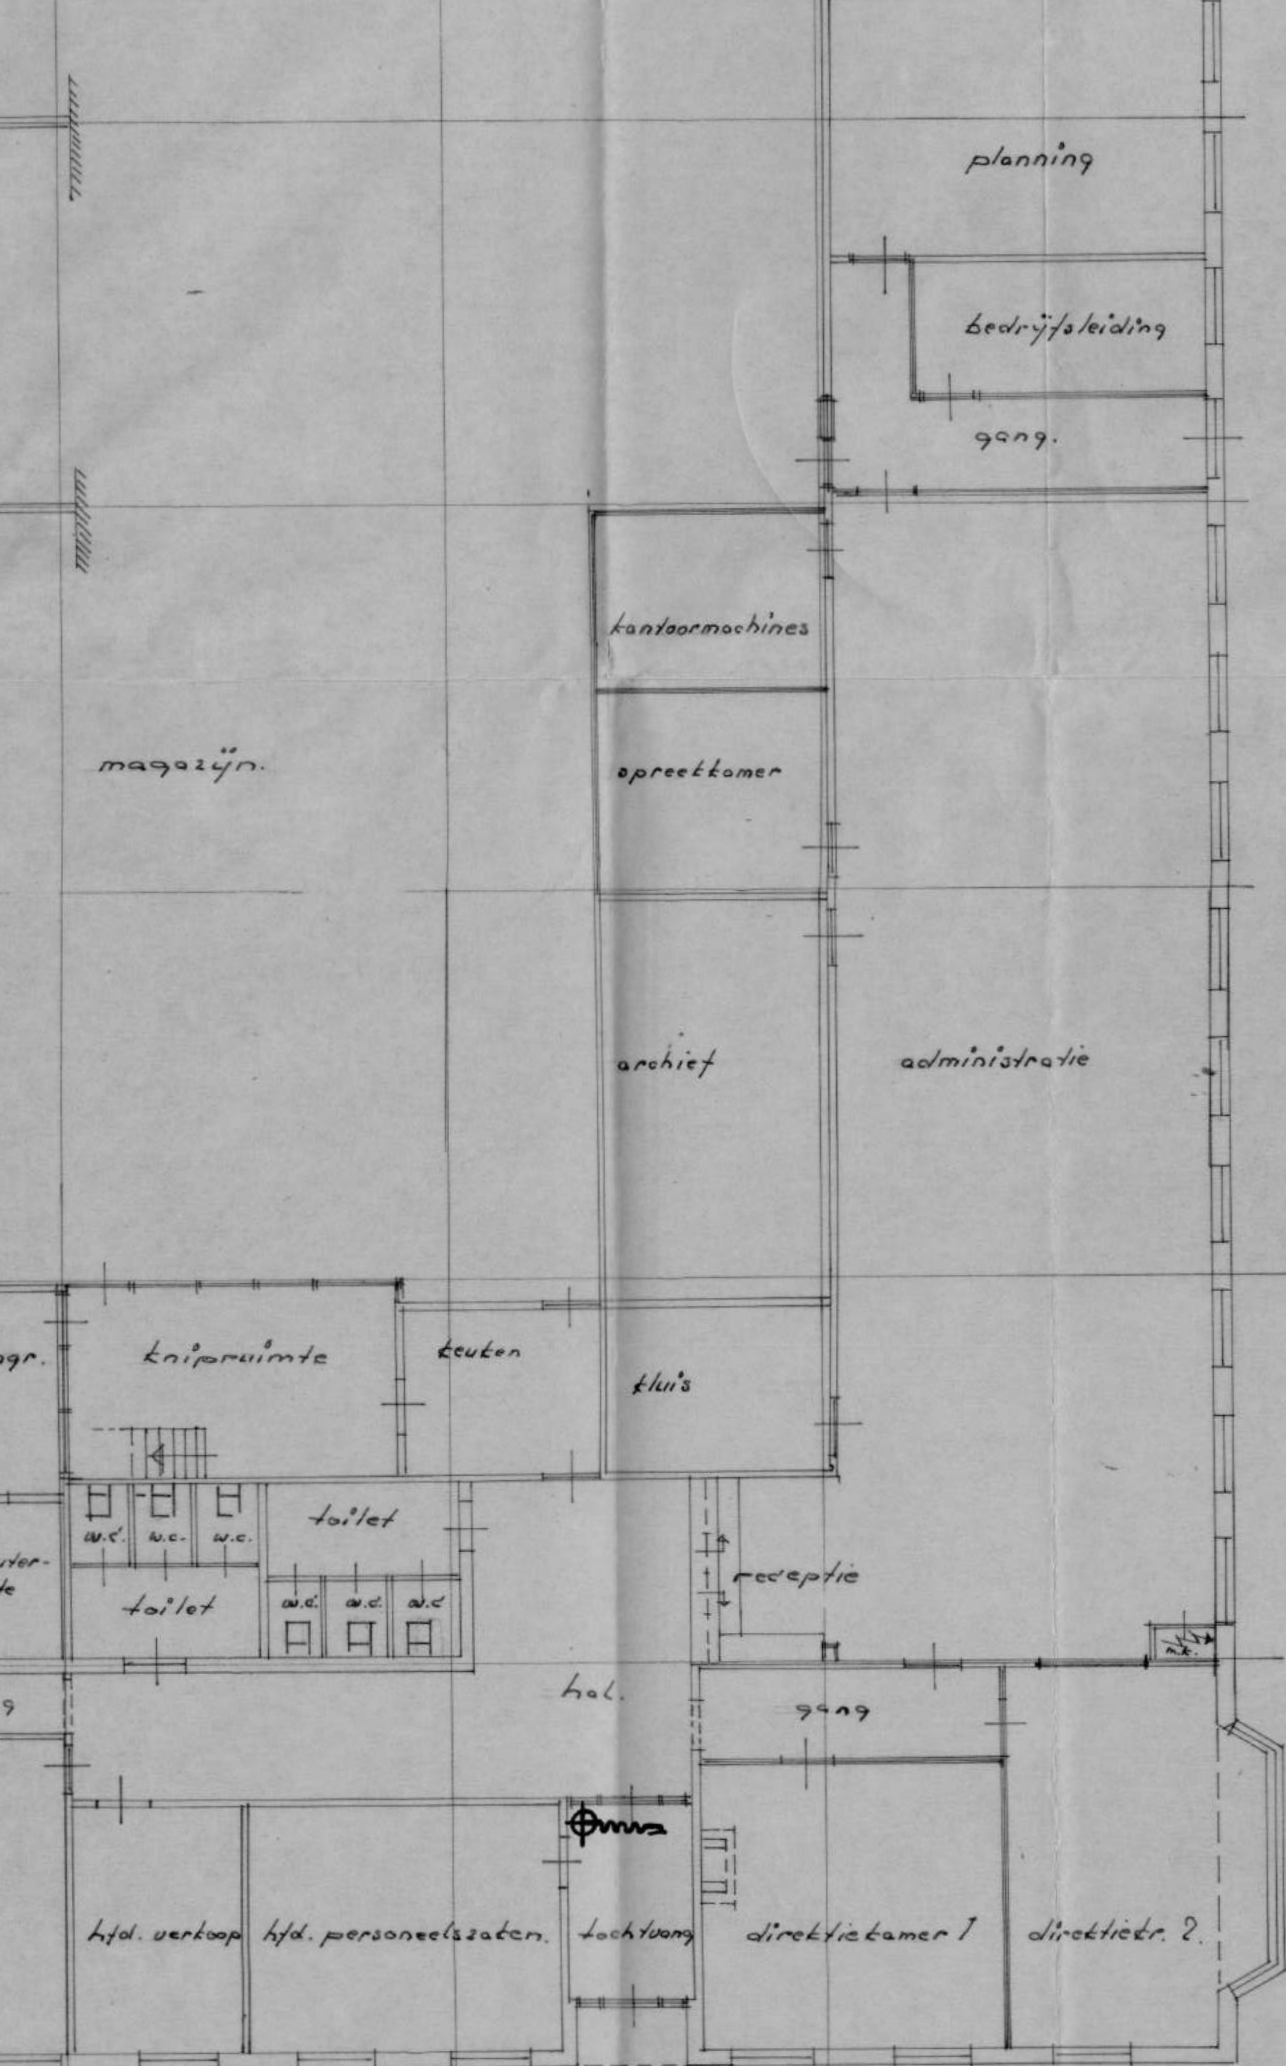 planning
bedrijfsleiding
gang.
kantoormachines
spreekkamer
magazijn.
archief
administratie
knipruimte
keuken
kluis
gr.
toilet
w.c. w.c. w.c.
receptie
toilet
w.c. w.c. w.c
m.k.
hal.
gang
g
hfd. verkoop
hfd. personeelszaken.
tochtvang
direktiekamer 1
direktiekr. 2.